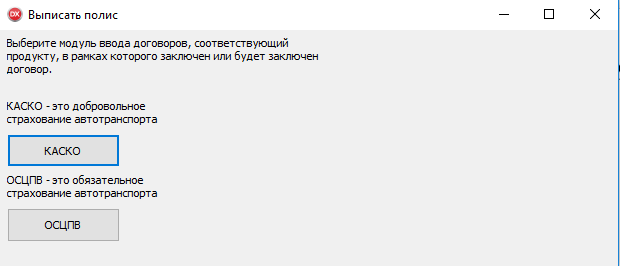 Выписать полис
Выберите модуль ввода договоров, соответствующий
продукту, в рамках которого заключен или будет заключен
договор.
КАСКО - это добровольное
страхование автотранспорта
КАСКО
ОСЦПВ - это обязательное
страхование автотранспорта
ОСЦПВ